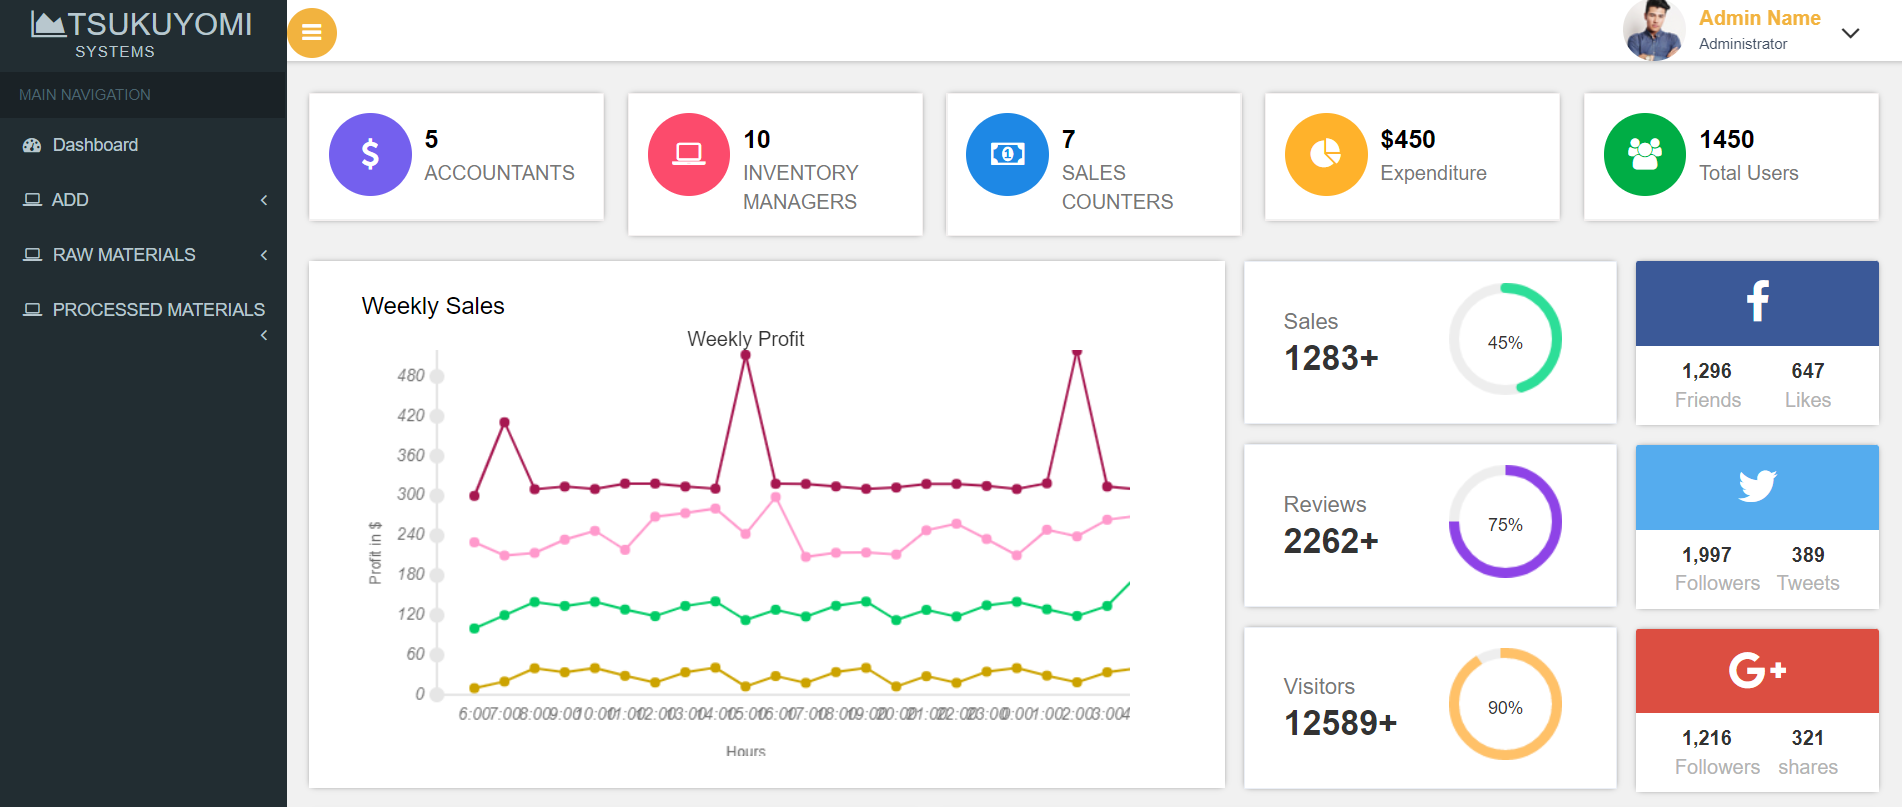 TSUKUYOMI
SYSTEMS
MAIN NAVIGATION
Dashboard
ADD
RAW MATERIALS
PROCESSED MATERIALS
Admin Name
Administrator
5
ACCOUNTANTS
10
INVENTORY
MANAGERS
1
7
SALES
COUNTERS
$450
Expenditure
1450
Total Users
Weekly Sales
Weekly Profit
480
420
360
300
240
180
120
60
0
Profit in $
6:00 7:00 8:00 9:00 10:00 11:00 12:00 13:00 14:00 15:00 16:00 17:00 18:00 19:00 20:00 21:00 22:00 23:00 0:00 1:00 2:00 3:00 4
Hours
Sales
1283+
45%
Reviews
2262+
75%
Visitors
12589+
90%
f
1,296 647
Friends Likes
1,997 389
Followers Tweets
G+
1,216 321
Followers shares